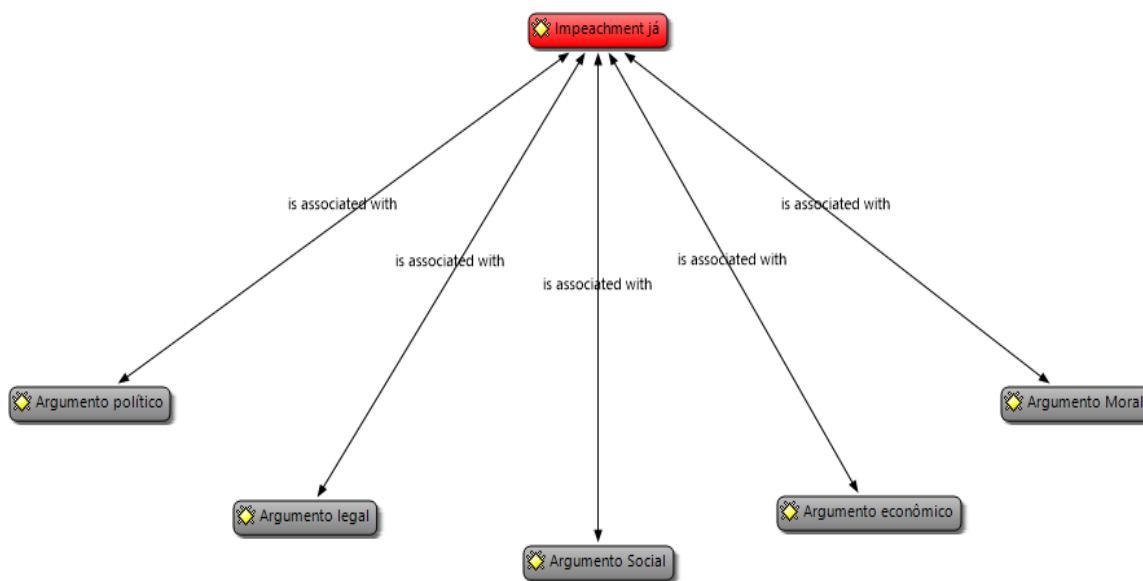 Impeachment já
is associated with
is associated with
is associated with
is associated with
is associated with
Argumento político
Argumento Moral
Argumento legal
Argumento econômico
Argumento Social